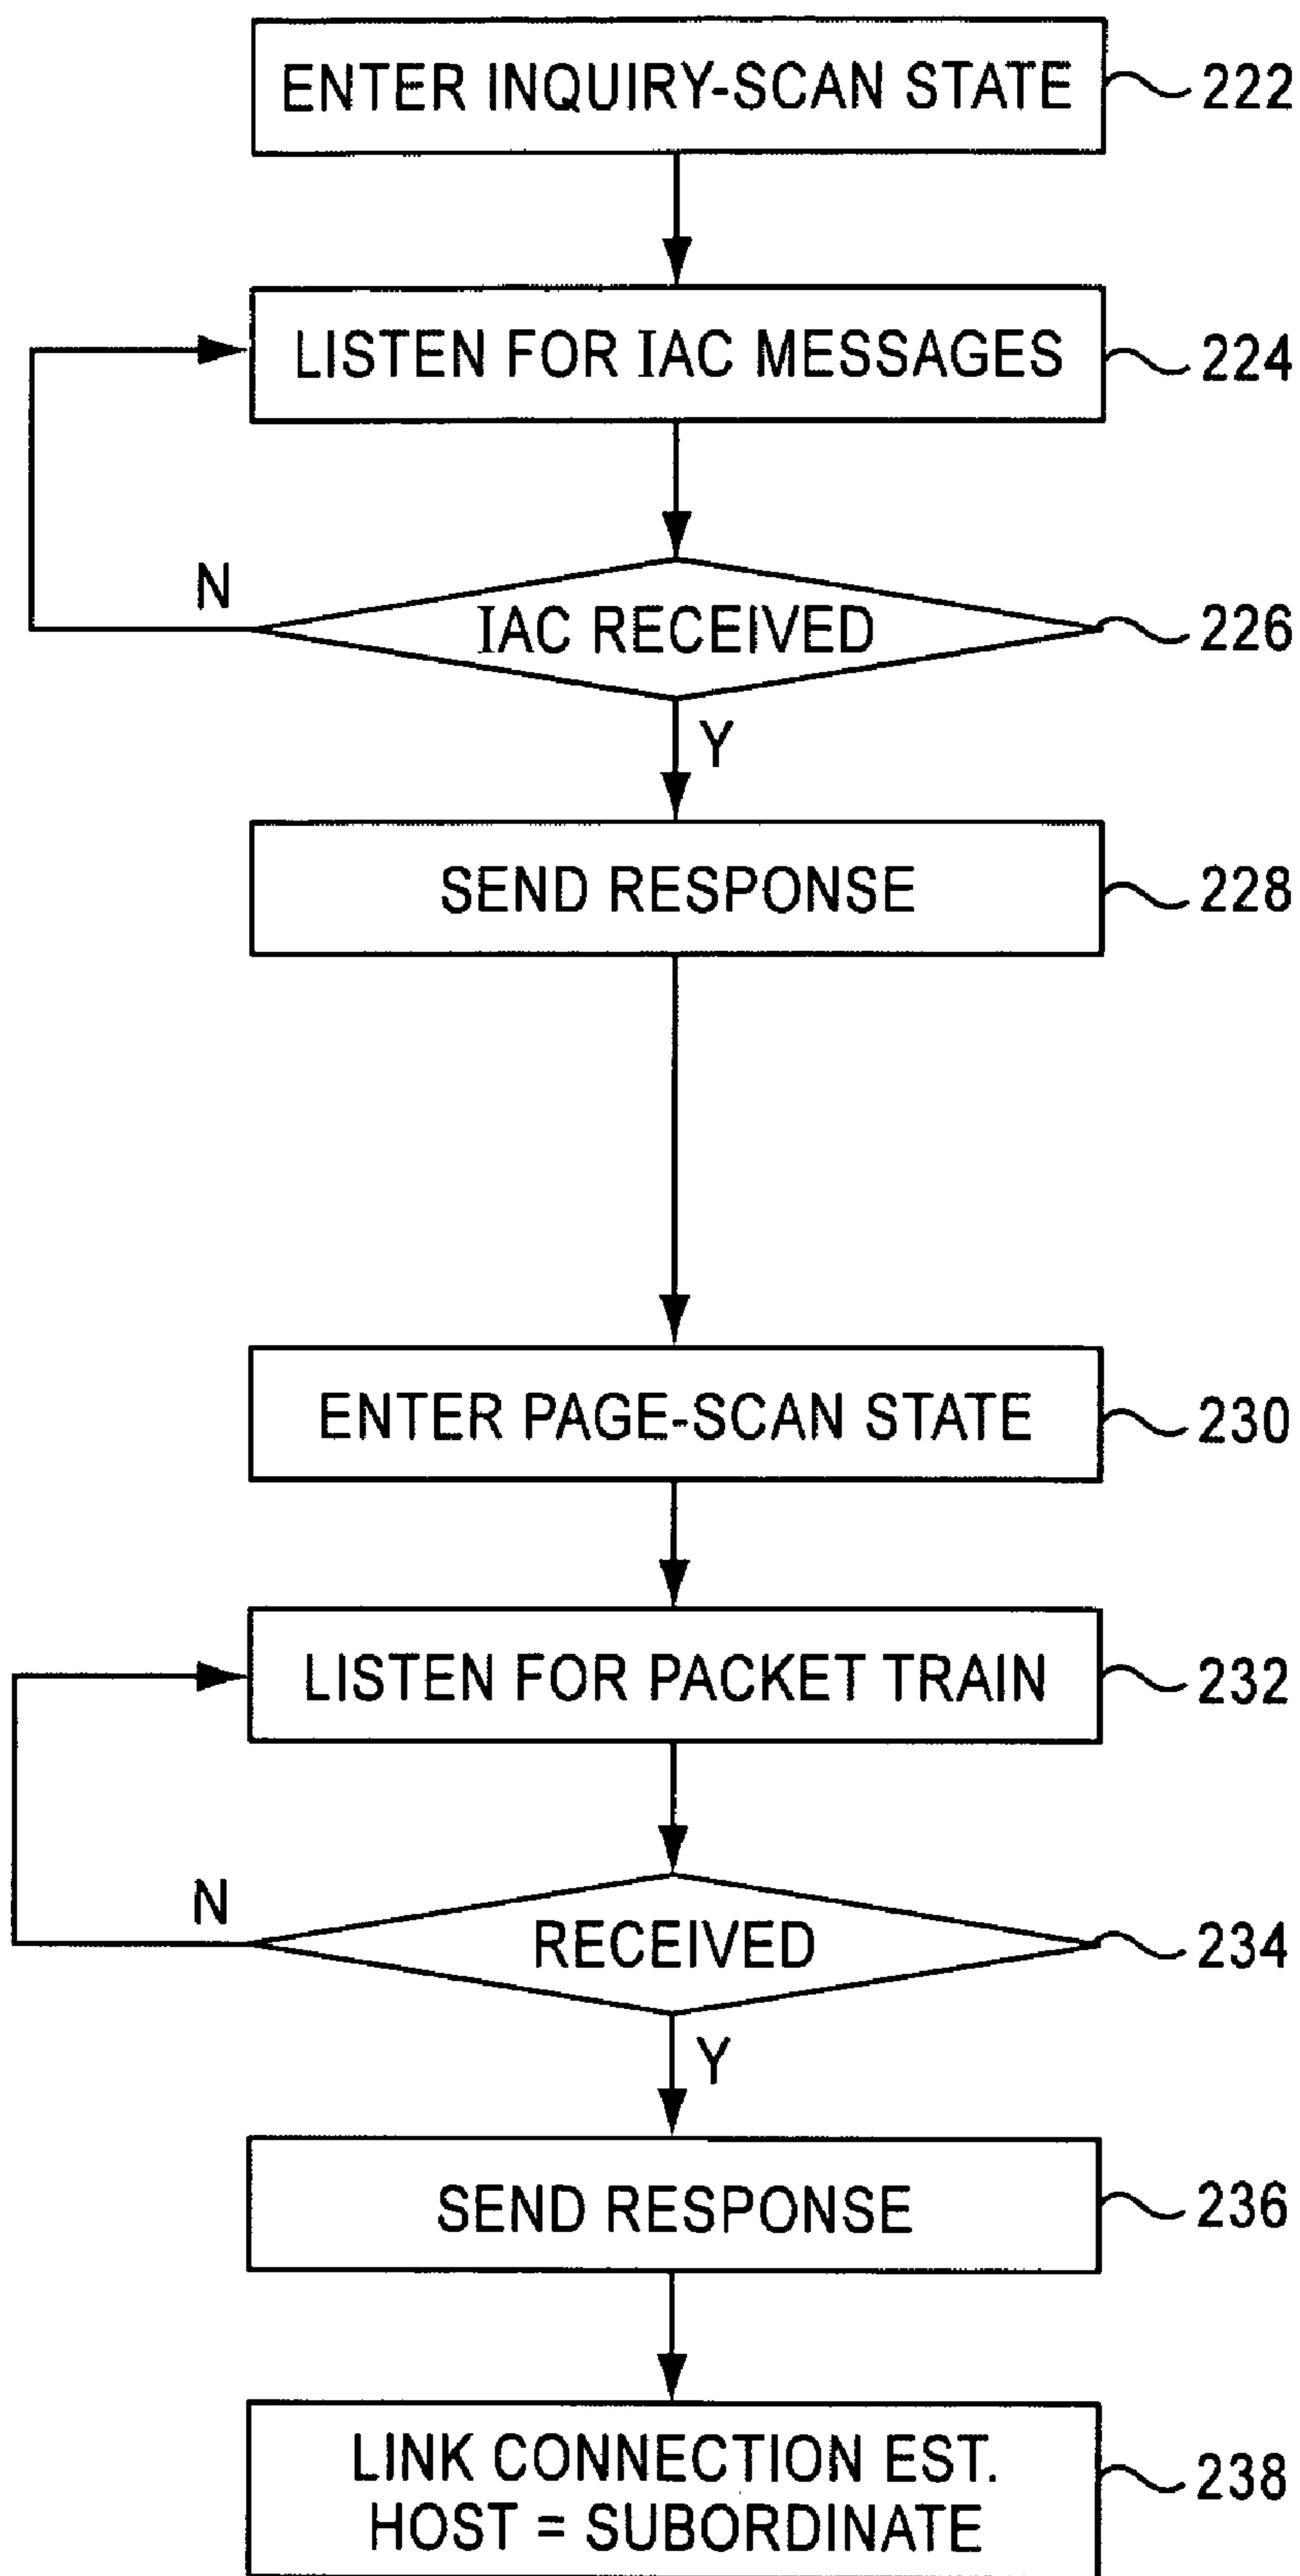 ENTER INQUIRY-SCAN STATE 222
LISTEN FOR IAC MESSAGES 224
N
IAC RECEIVED 226
Y
SEND RESPONSE 228
ENTER PAGE-SCAN STATE 230
LISTEN FOR PACKET TRAIN 232
N
RECEIVED 234
Y
SEND RESPONSE 236
LINK CONNECTION EST.
HOST = SUBORDINATE 238